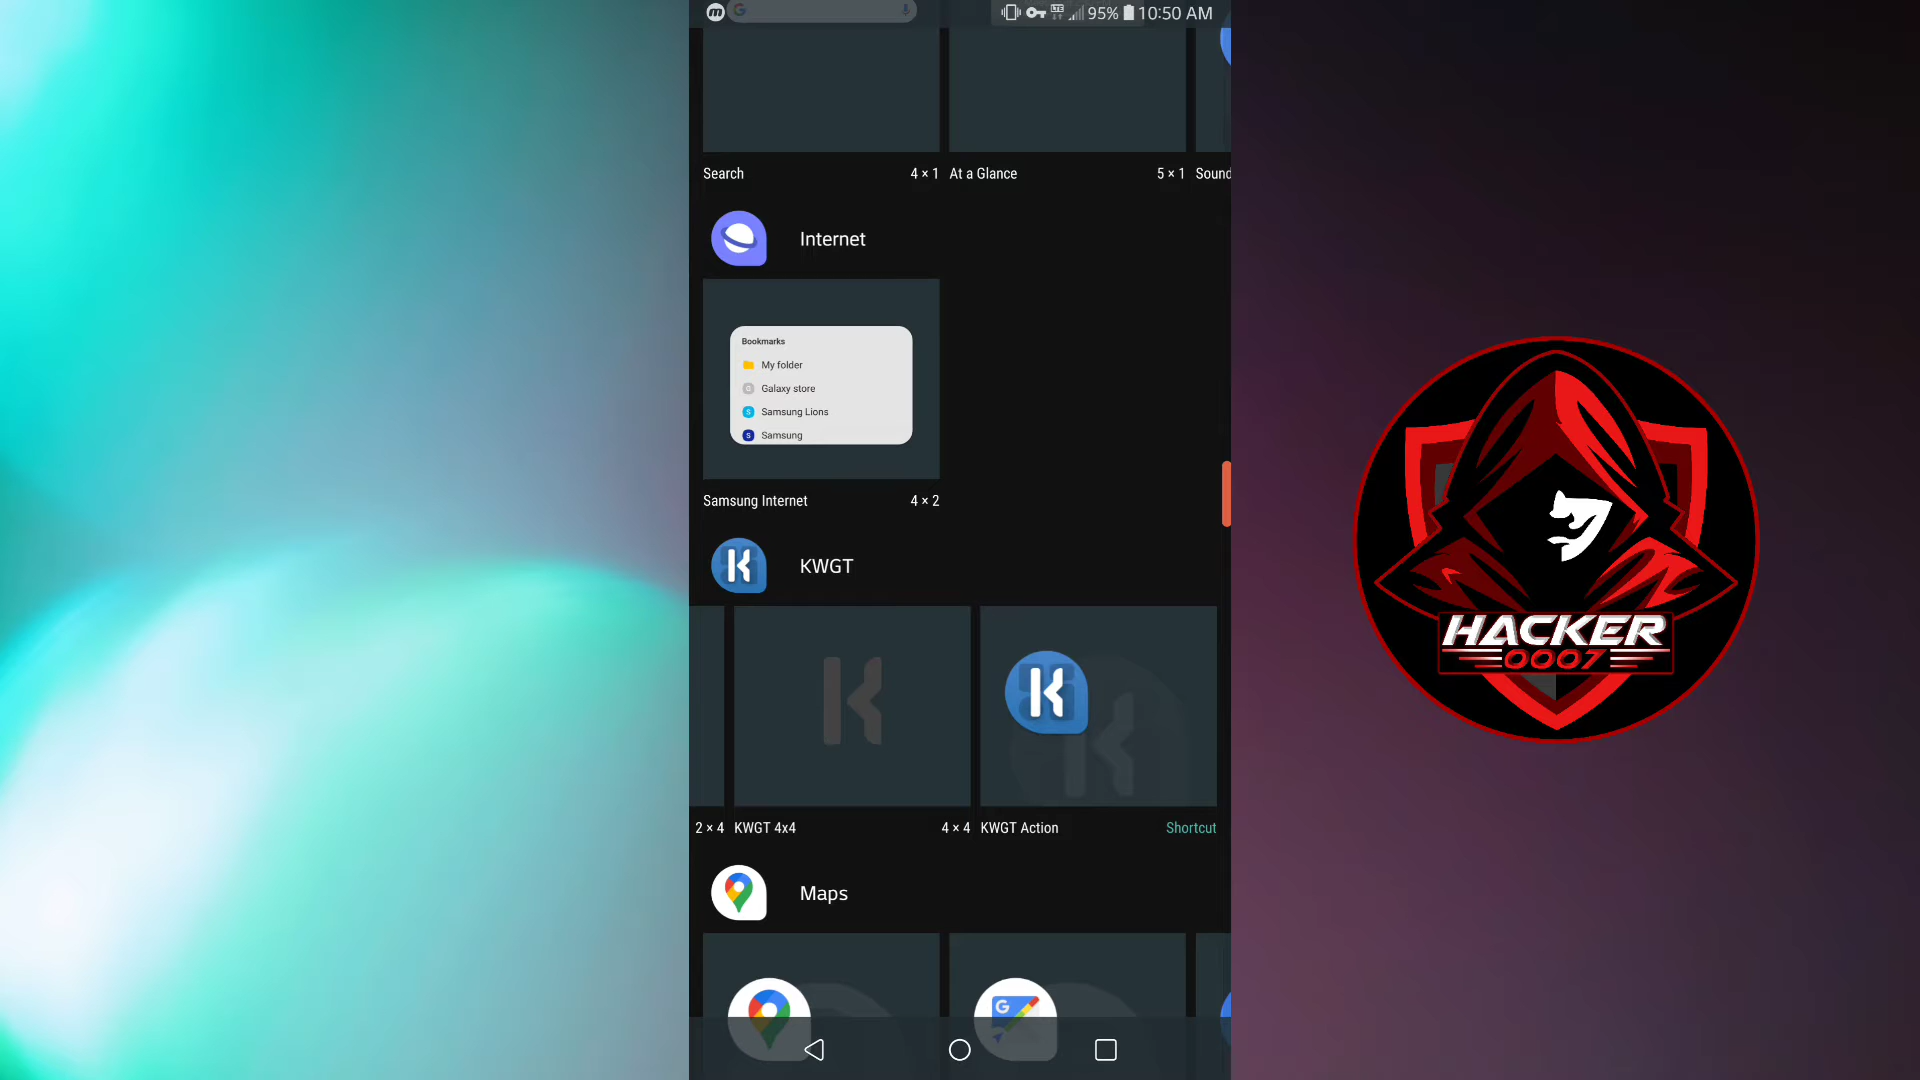 95% 10:50 AM
Search 4 × 1 At a Glance 5 × 1 Sound
Internet
Bookmarks
My folder
Galaxy store
Samsung Lions
Samsung
Samsung Internet 4 × 2
KWGT
2 × 4 KWGT 4x4 4 × 4 KWGT Action Shortcut
Maps
HACKER
0007